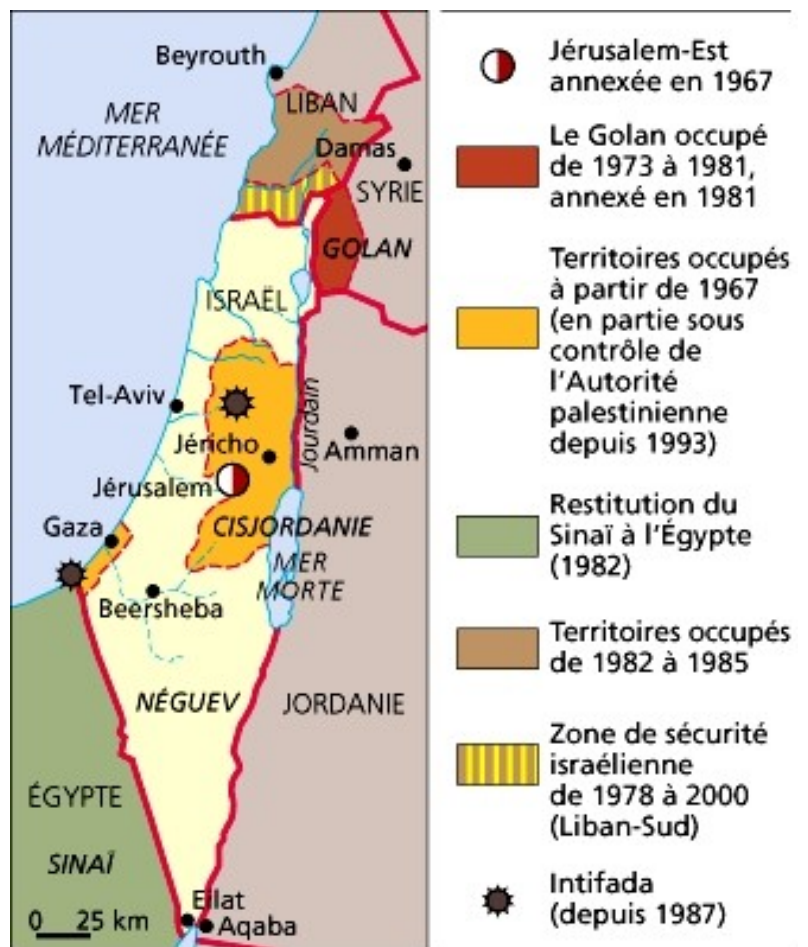 Beyrouth
MER
MÉDITERRANÉE
LIBAN
Damas
SYRIE
GOLAN
ISRAËL
Tel-Aviv
Jourdain
Jéricho
Amman
Jérusalem
Gaza
CISJORDANIE
MER
MORTE
Beersheba
NÉGUEV
JORDANIE
ÉGYPTE
SINAÏ
Eilat
0 25 km
Aqaba
Jérusalem-Est
annexée en 1967
Le Golan occupé
de 1973 à 1981,
annexé en 1981
Territoires occupés
à partir de 1967
(en partie sous
contrôle de
l'Autorité
palestinienne
depuis 1993)
Restitution du
Sinaï à l'Égypte
(1982)
Territoires occupés
de 1982 à 1985
Zone de sécurité
israélienne
de 1978 à 2000
(Liban-Sud)
Intifada
(depuis 1987)